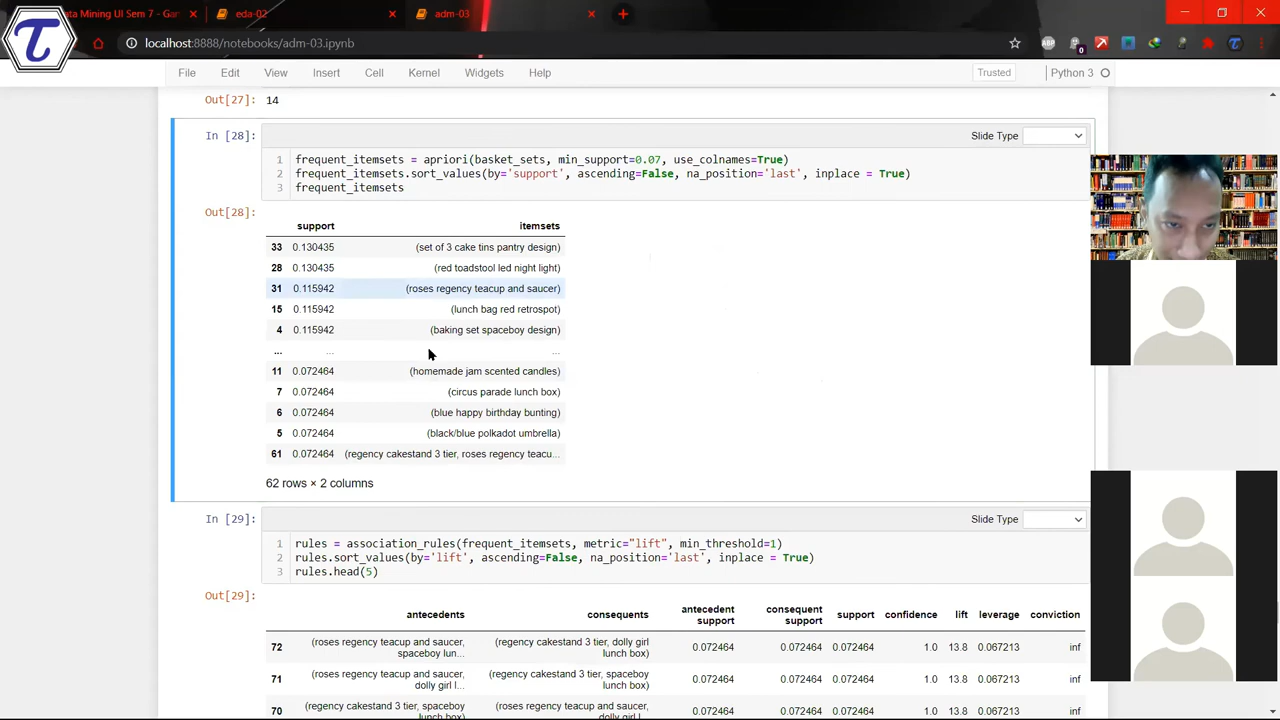 ata Mining UI Sem 7 - Ga
eda-02
adm-03
localhost:8888/notebooks/adm-03.ipynb
File Edit View Insert Cell Kernel Widgets Help
Trusted
Python 3
Out[27]: 14
In [28]:
Slide Type
1 frequent_itemsets = apriori(basket_sets, min_support=0.07, use_colnames=True)
2 frequent_itemsets.sort_values(by='support', ascending=False, na_position='last', inplace = True)
3 frequent_itemsets
Out[28]:
support itemsets
33 0.130435 (set of 3 cake tins pantry design)
28 0.130435 (red toadstool led night light)
31 0.115942 (roses regency teacup and saucer)
15 0.115942 (lunch bag red retrospot)
4 0.115942 (baking set spaceboy design)
... ... ...
11 0.072464 (homemade jam scented candles)
7 0.072464 (circus parade lunch box)
6 0.072464 (blue happy birthday bunting)
5 0.072464 (black/blue polkadot umbrella)
61 0.072464 (regency cakestand 3 tier, roses regency teacu...
62 rows × 2 columns
In [29]:
Slide Type
1 rules = association_rules(frequent_itemsets, metric="lift", min_threshold=1)
2 rules.sort_values(by='lift', ascending=False, na_position='last', inplace = True)
3 rules.head(5)
Out[29]:
antecedents consequents antecedent support consequent support support confidence lift leverage conviction
72 (roses regency teacup and saucer, spaceboy lun... (regency cakestand 3 tier, dolly girl lunch box) 0.072464 0.072464 0.072464 1.0 13.8 0.067213 inf
71 (roses regency teacup and saucer, dolly girl l... (regency cakestand 3 tier, spaceboy lunch box) 0.072464 0.072464 0.072464 1.0 13.8 0.067213 inf
70 (regency cakestand 3 tier, spaceboy lunch box) (roses regency teacup and saucer, dolly girl l... 0.072464 0.072464 0.072464 1.0 13.8 0.067213 inf